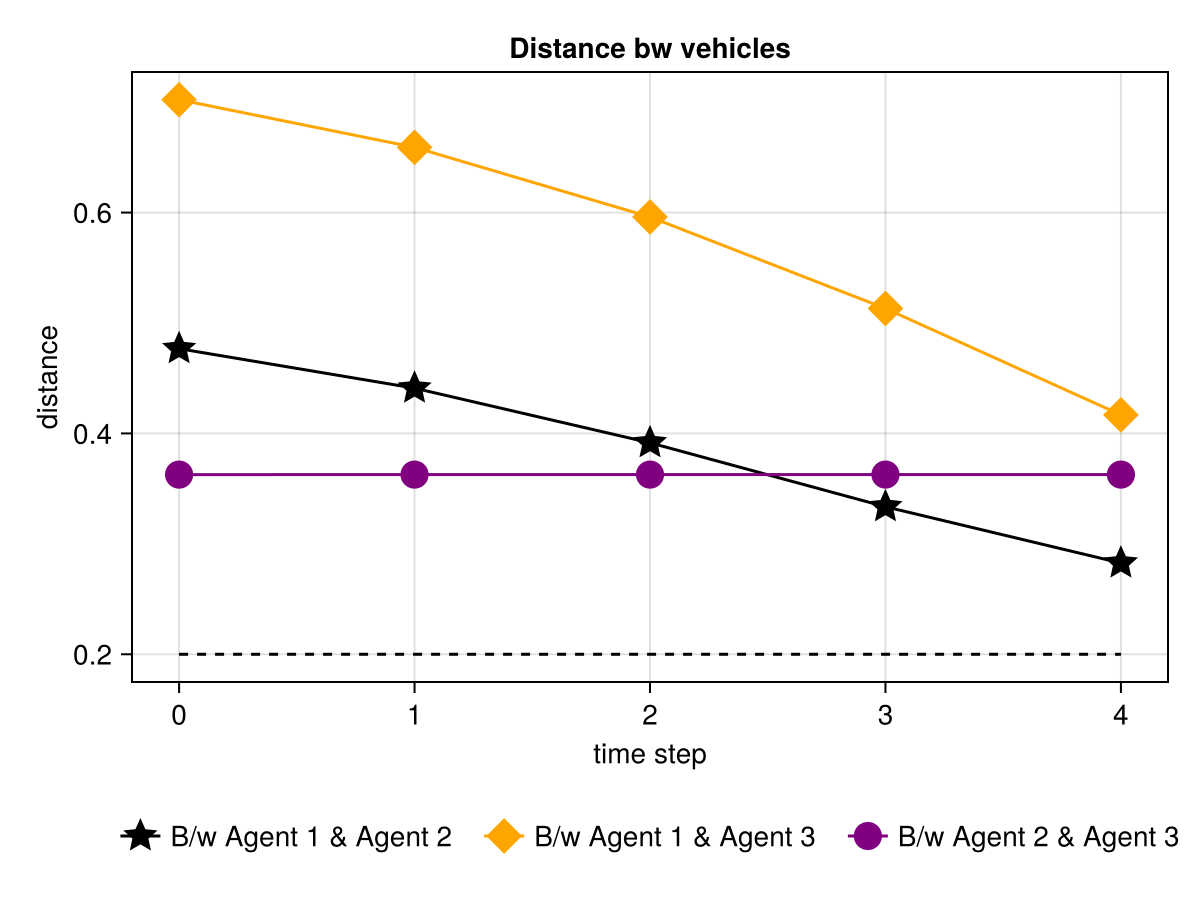 Distance bw vehicles
0.6
0.4
0.2
distance
0 1 2 3 4
time step
B/w Agent 1 & Agent 2 B/w Agent 1 & Agent 3 B/w Agent 2 & Agent 3